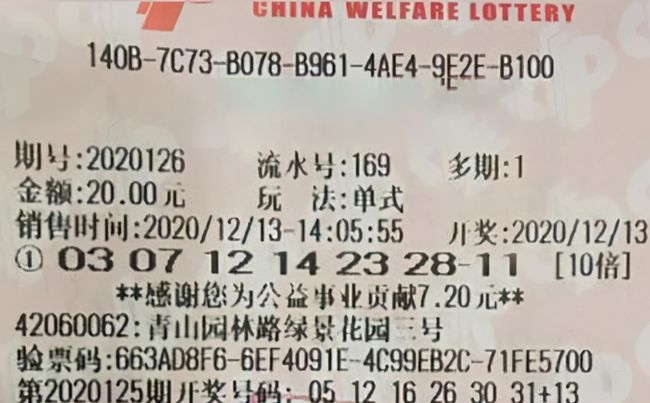 CHINA WELFARE LOTTERY
140B-7C73-B078-B961-4AE4-9E2E-B100
期号:2020126 流水号:169 多期:1
金额:20.00元 玩 法:单式
销售时间:2020/12/13-14:05:55 开奖:2020/12/13
① 03 07 12 14 23 28-11 [10倍]
**感谢您为公益事业贡献7.20元**
42060062:青山园林路绿景花园三号
验票码:663AD8F6-6EF4091E-4C99EB2C-71FE5700
第2020125期开奖号码: 05 12 16 26 30 31+13